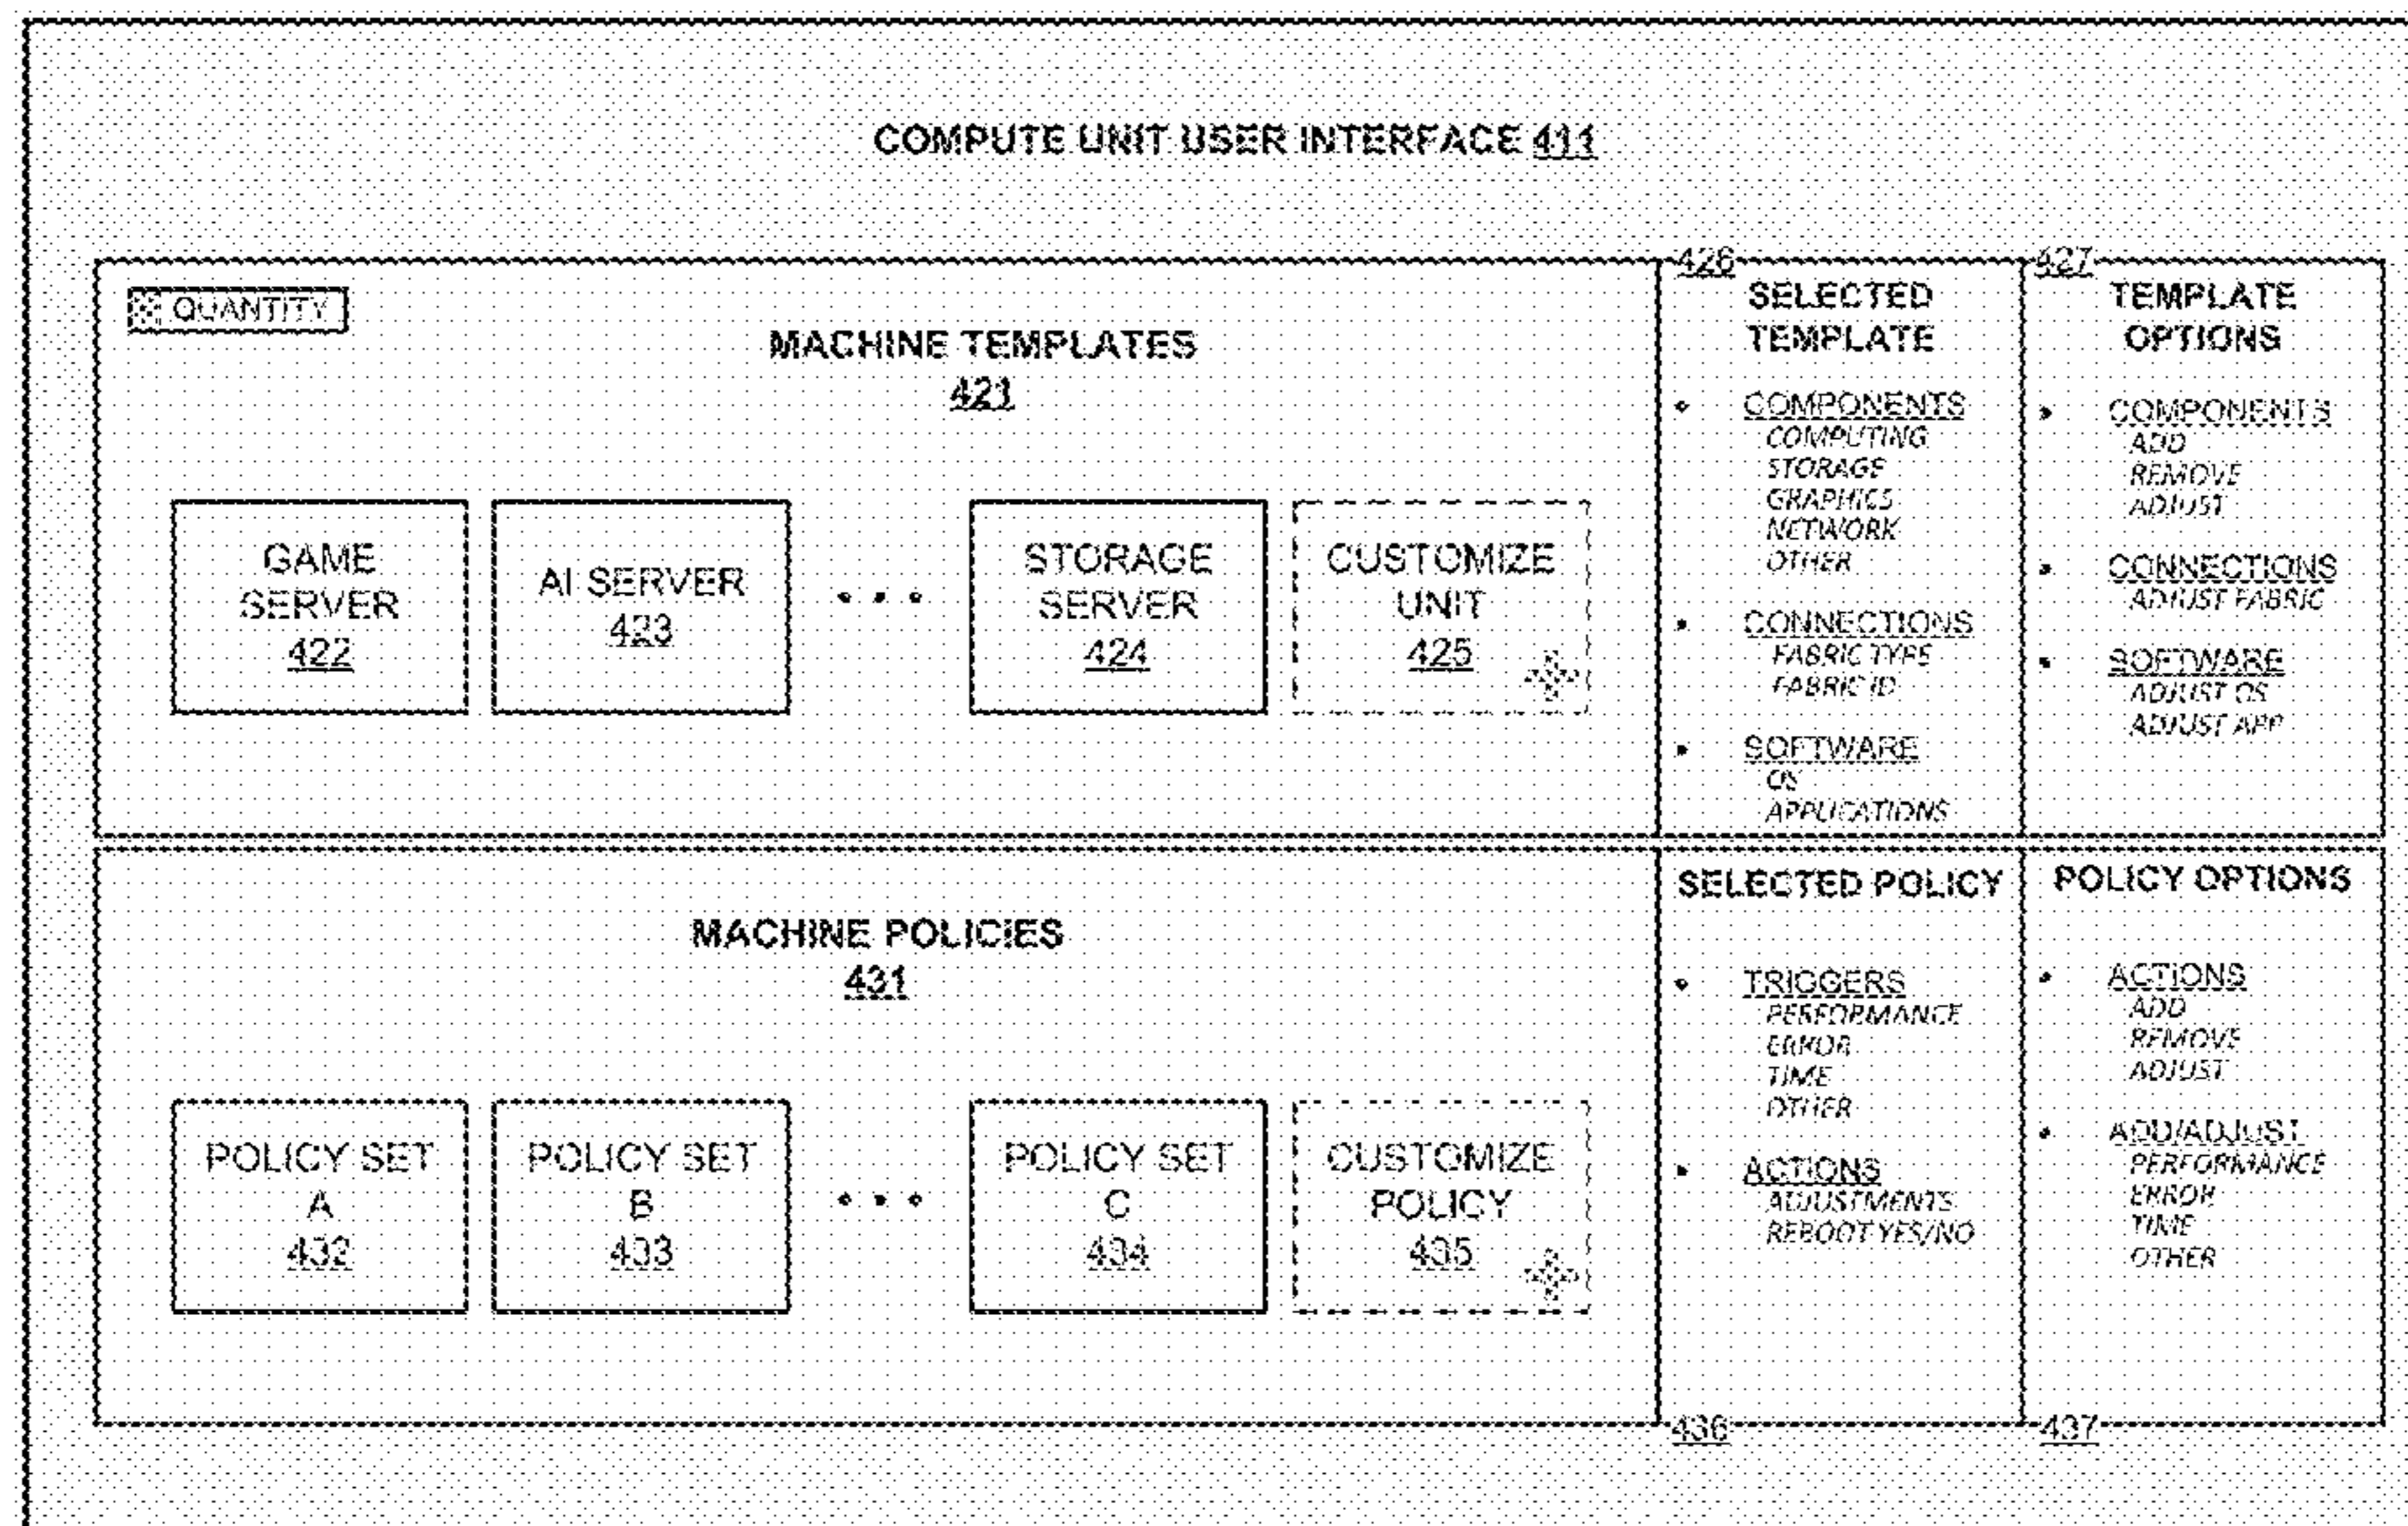 COMPUTE UNIT USER INTERFACE 411
QUANTITY
MACHINE TEMPLATES
421
GAME
SERVER
422
AI SERVER
423
• • •
STORAGE
SERVER
424
CUSTOMIZE
UNIT
425
426
SELECTED
TEMPLATE
• COMPONENTS
COMPUTING
STORAGE
GRAPHICS
NETWORK
OTHER
• CONNECTIONS
FABRIC TYPE
FABRIC ID
• SOFTWARE
OS
APPLICATIONS
427
TEMPLATE
OPTIONS
• COMPONENTS
ADD
REMOVE
ADJUST
• CONNECTIONS
ADJUST FABRIC
• SOFTWARE
ADJUST OS
ADJUST APP
MACHINE POLICIES
431
POLICY SET
A
432
POLICY SET
B
433
• • •
POLICY SET
C
434
CUSTOMIZE
POLICY
435
SELECTED POLICY
• TRIGGERS
PERFORMANCE
ERROR
TIME
OTHER
• ACTIONS
ADJUSTMENTS
REBOOT YES/NO
436
POLICY OPTIONS
• ACTIONS
ADD
REMOVE
ADJUST
• ADD/ADJUST
PERFORMANCE
ERROR
TIME
OTHER
437